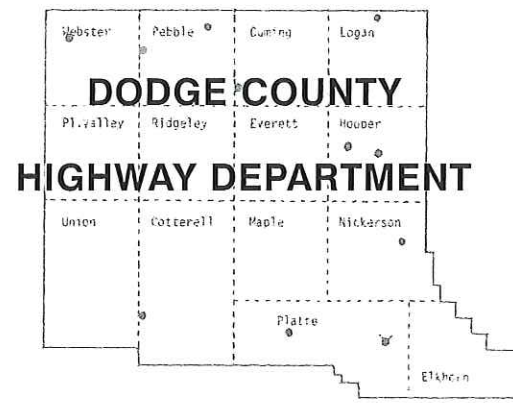 Webster Pebble Cuming Logan
DODGE COUNTY
Pl.Valley Ridgeley Everett Hooper
HIGHWAY DEPARTMENT
Union Cotterell Maple Nickerson
Platte
Elkhorn